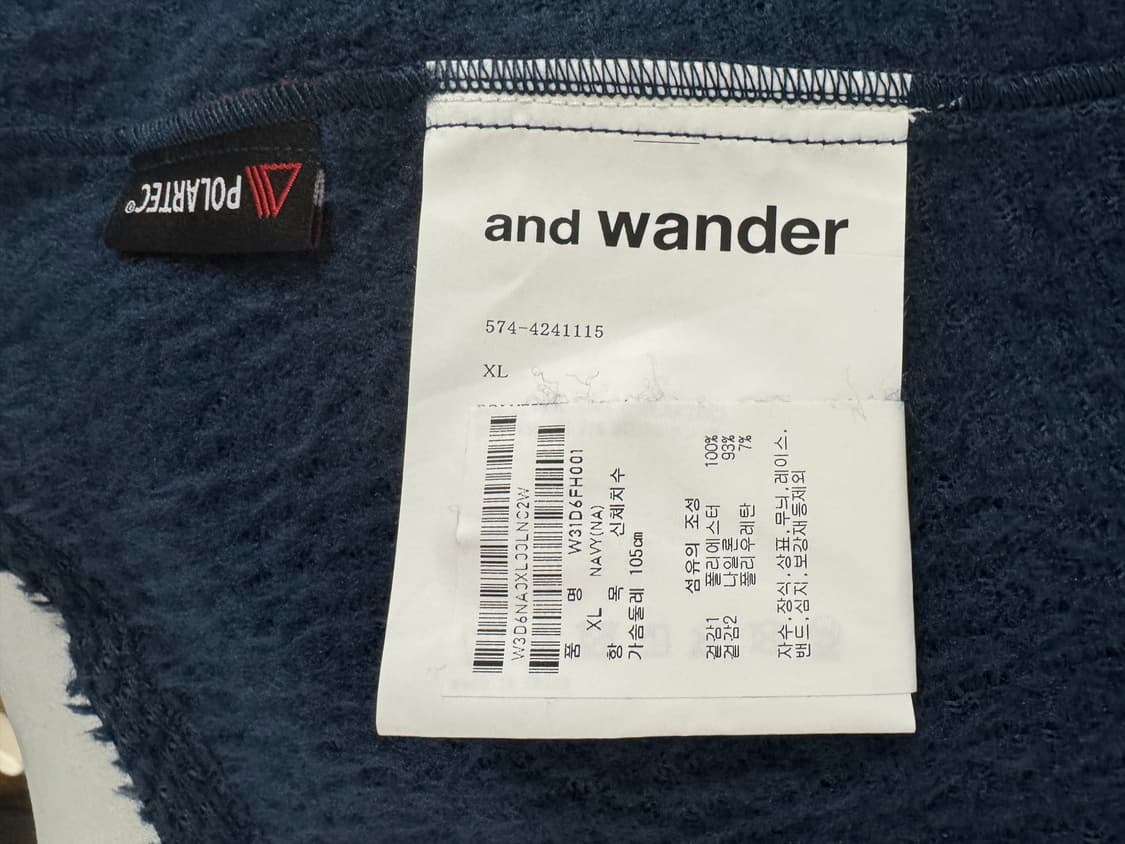 POLARTEC®
and wander
574-4241115
XL
W3D6NA0XL00LNC2W
품 명 W31D6FH001
XL NAVY(NA)
항 목 신체치수
가슴둘레 105㎝
섬유의 조성
겉감1 폴리에스터 100%
겉감2 나일론 93%
폴리우레탄 7%
자수.장식.상표.무늬.레이스.
밴드.심지.보강재등제외